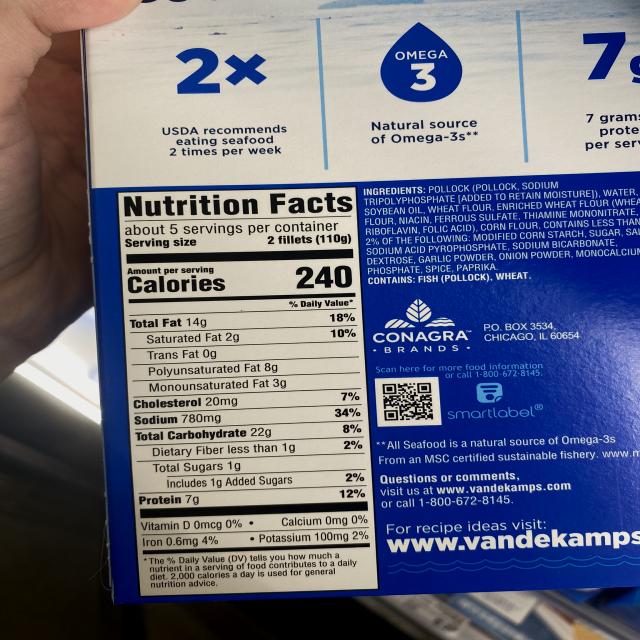 2x
USDA recommends
eating seafood
2 times per week
OMEGA
3
Natural source
of Omega-3s**
7
7 grams
per
Nutrition Facts
about 5 servings per container
Serving size 2 fillets (110g)
Amount per serving
Calories 240
% Daily Value*
Total Fat 14g 18%
Saturated Fat 2g 10%
Trans Fat 0g
Polyunsaturated Fat 8g
Monounsaturated Fat 3g
Cholesterol 20mg 7%
Sodium 780mg 34%
Total Carbohydrate 22g 8%
Dietary Fiber less than 1g 2%
Total Sugars 1g
Includes 1g Added Sugars 2%
Protein 7g 12%
Vitamin D 0mcg 0% • Calcium 0mg 0%
Iron 0.6mg 4% • Potassium 100mg 2%
*The % Daily Value (DV) tells you how much a
nutrient in a serving of food contributes to a daily
diet. 2,000 calories a day is used for general
nutrition advice.
INGREDIENTS: POLLOCK (POLLOCK, SODIUM
TRIPOLYPHOSPHATE [ADDED TO RETAIN MOISTURE]), WATER,
SOYBEAN OIL, WHEAT FLOUR, ENRICHED WHEAT FLOUR
FLOUR, NIACIN, FERROUS SULFATE, THIAMINE MONONITRATE,
RIBOFLAVIN, FOLIC ACID), CORN FLOUR, CONTAINS LESS THAN
2% OF THE FOLLOWING: MODIFIED CORN STARCH, SUGAR,
SODIUM ACID PYROPHOSPHATE, SODIUM BICARBONATE,
DEXTROSE, GARLIC POWDER, ONION POWDER, MONOCALCIUM
PHOSPHATE, SPICE, PAPRIKA.
CONTAINS: FISH (POLLOCK), WHEAT.
CONAGRA™
• BRANDS •
P.O. BOX 3534,
CHICAGO, IL 60654
Scan here for more food information
or call 1-800-672-8145.
smartlabel®
**All Seafood is a natural source of Omega-3s
From an MSC certified sustainable fishery.
Questions or comments,
visit us at www.vandekamps.com
or call 1-800-672-8145.
For recipe ideas visit:
www.vandekamps